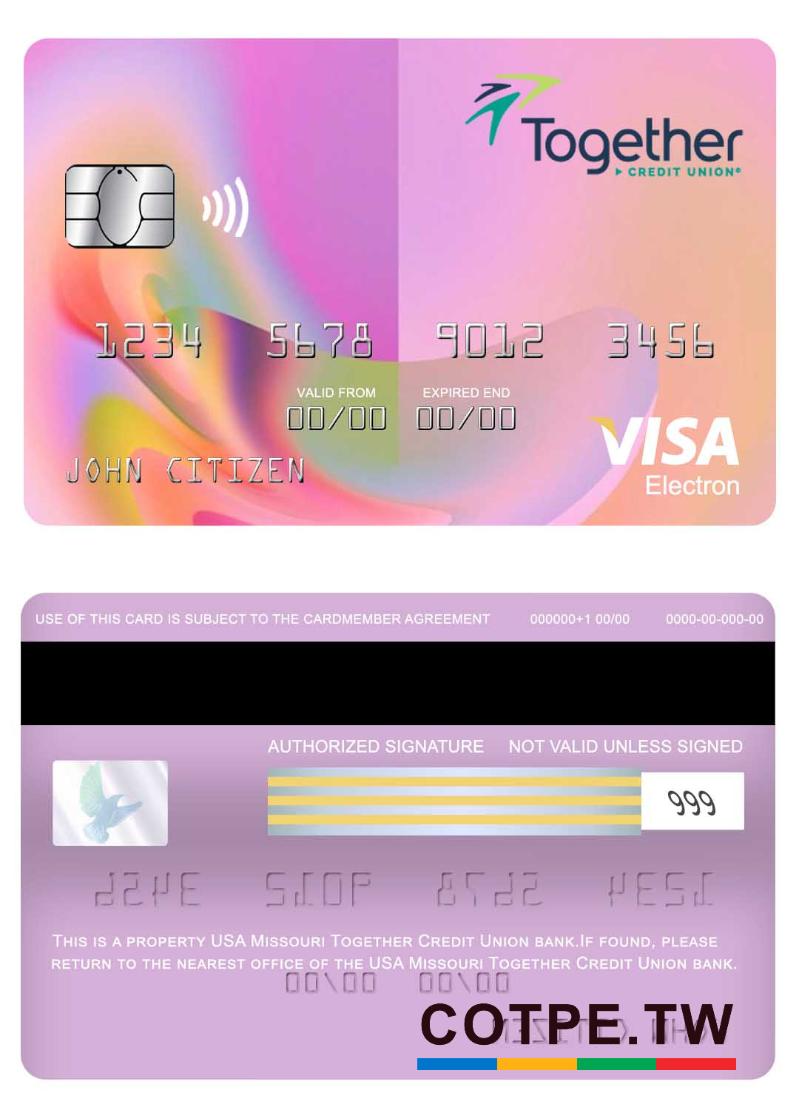 Together
CREDIT UNION®
1234 5678 9012 3456
VALID FROM EXPIRED END
00/00 00/00
JOHN CITIZEN
VISA
Electron
USE OF THIS CARD IS SUBJECT TO THE CARDMEMBER AGREEMENT 000000+1 00/00 0000-00-000-00
AUTHORIZED SIGNATURE NOT VALID UNLESS SIGNED
999
THIS IS A PROPERTY USA MISSOURI TOGETHER CREDIT UNION BANK.IF FOUND, PLEASE
RETURN TO THE NEAREST OFFICE OF THE USA MISSOURI TOGETHER CREDIT UNION BANK.
COTPE.TW